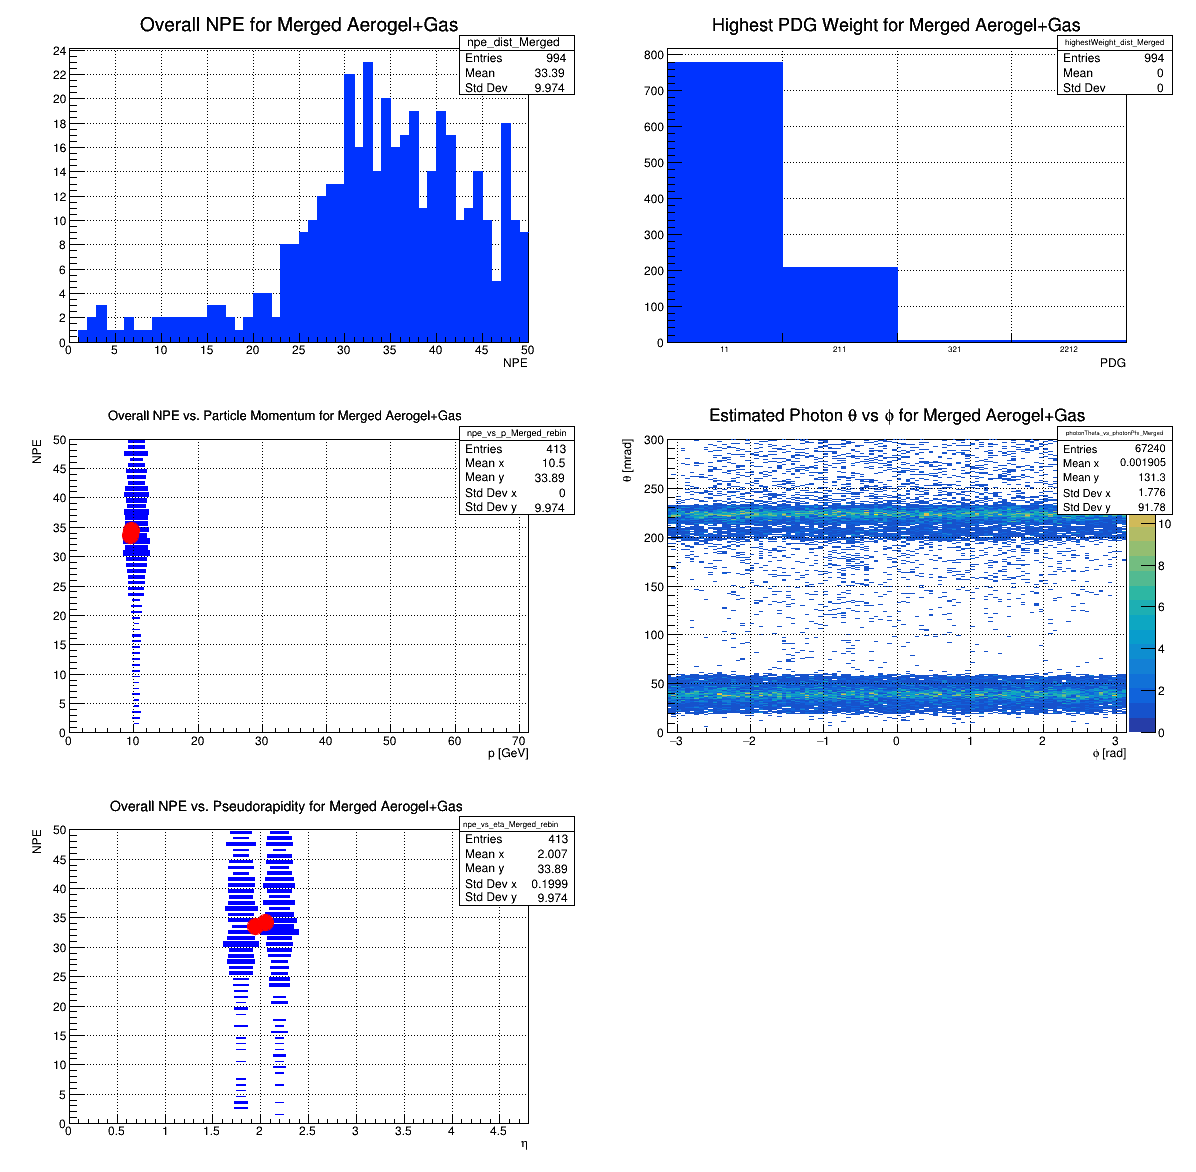 Overall NPE for Merged Aerogel+Gas
npe_dist_Merged
Entries 994
Mean 33.39
Std Dev 9.974
24
22
20
18
16
14
12
10
8
6
4
2
0
0 5 10 15 20 25 30 35 40 45 50
NPE
Highest PDG Weight for Merged Aerogel+Gas
highestWeight_dist_Merged
Entries 994
Mean 0
Std Dev 0
800
700
600
500
400
300
200
100
0
11 211 321 2212
PDG
Overall NPE vs. Particle Momentum for Merged Aerogel+Gas
npe_vs_p_Merged_rebin
Entries 413
Mean x 10.5
Mean y 33.89
Std Dev x 0
Std Dev y 9.974
NPE
50
45
40
35
30
25
20
15
10
5
0
0 10 20 30 40 50 60 70
p [GeV]
Estimated Photon θ vs ϕ for Merged Aerogel+Gas
photonTheta_vs_photonPhi_Merged
Entries 67240
Mean x 0.001905
Mean y 131.3
Std Dev x 1.776
Std Dev y 91.78
θ [mrad]
300
250
200
150
100
50
0
−3 −2 −1 0 1 2 3
ϕ [rad]
10
8
6
4
2
0
Overall NPE vs. Pseudorapidity for Merged Aerogel+Gas
npe_vs_eta_Merged_rebin
Entries 413
Mean x 2.007
Mean y 33.89
Std Dev x 0.1999
Std Dev y 9.974
NPE
50
45
40
35
30
25
20
15
10
5
0
0 0.5 1 1.5 2 2.5 3 3.5 4 4.5
η